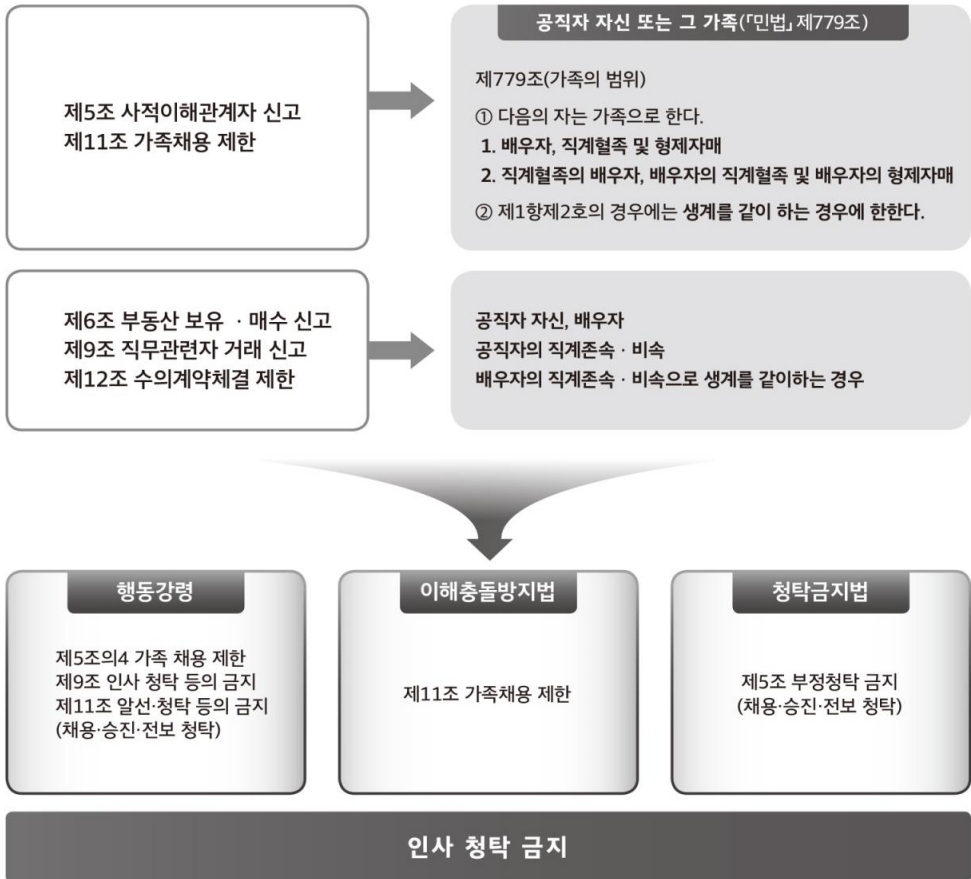 제5조 사적이해관계자 신고
제11조 가족채용 제한
공직자 자신 또는 그 가족(「민법」 제779조)
제779조(가족의 범위)
① 다음의 자는 가족으로 한다.
1. 배우자, 직계혈족 및 형제자매
2. 직계혈족의 배우자, 배우자의 직계혈족 및 배우자의 형제자매
② 제1항제2호의 경우에는 생계를 같이 하는 경우에 한한다.
제6조 부동산 보유 · 매수 신고
제9조 직무관련자 거래 신고
제12조 수의계약체결 제한
공직자 자신, 배우자
공직자의 직계존속 · 비속
배우자의 직계존속 · 비속으로 생계를 같이하는 경우
행동강령
제5조의4 가족 채용 제한
제9조 인사 청탁 등의 금지
제11조 알선·청탁 등의 금지
(채용·승진·전보 청탁)
이해충돌방지법
제11조 가족채용 제한
청탁금지법
제5조 부정청탁 금지
(채용·승진·전보 청탁)
인사 청탁 금지